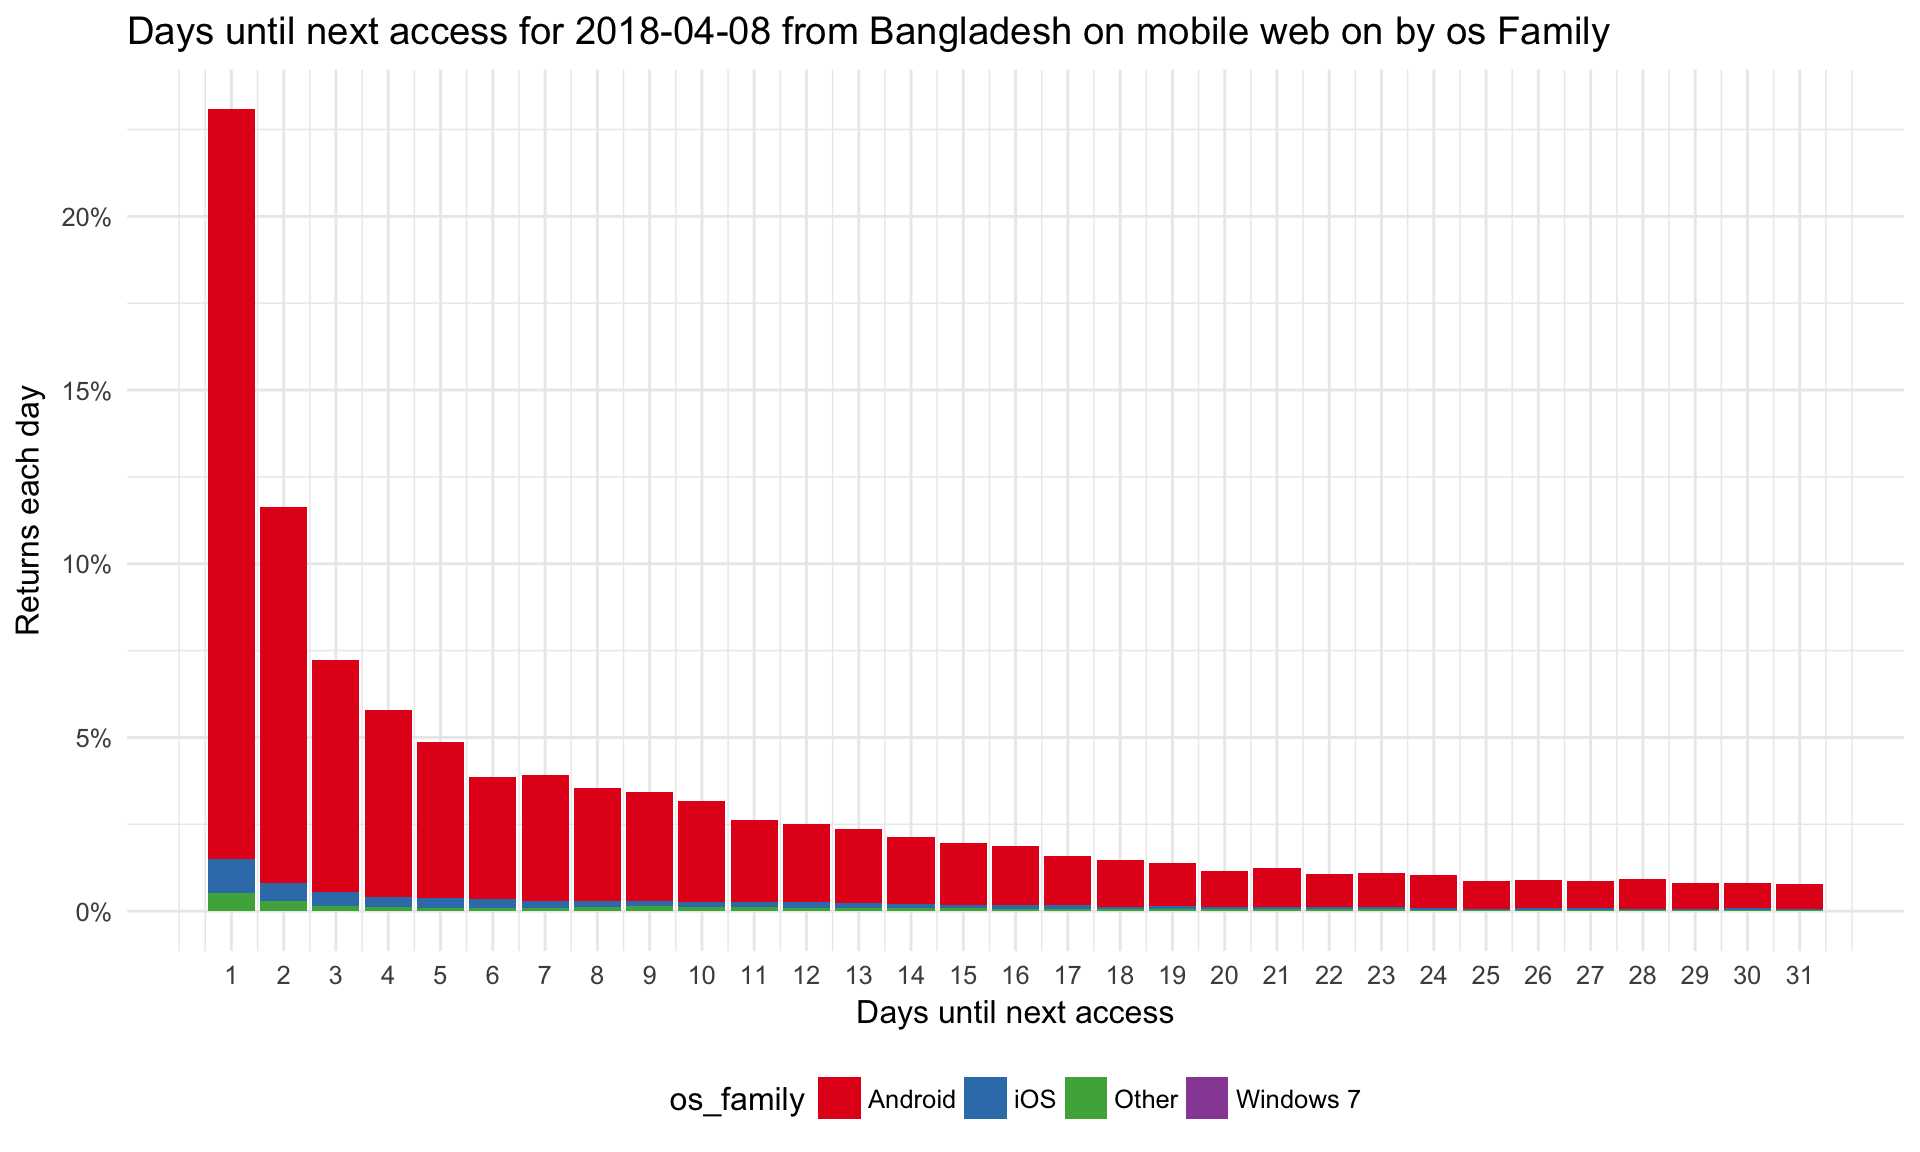 Days until next access for 2018-04-08 from Bangladesh on mobile web on by os Family
Returns each day
20%
15%
10%
5%
0%
1 2 3 4 5 6 7 8 9 10 11 12 13 14 15 16 17 18 19 20 21 22 23 24 25 26 27 28 29 30 31
Days until next access
os_family Android iOS Other Windows 7